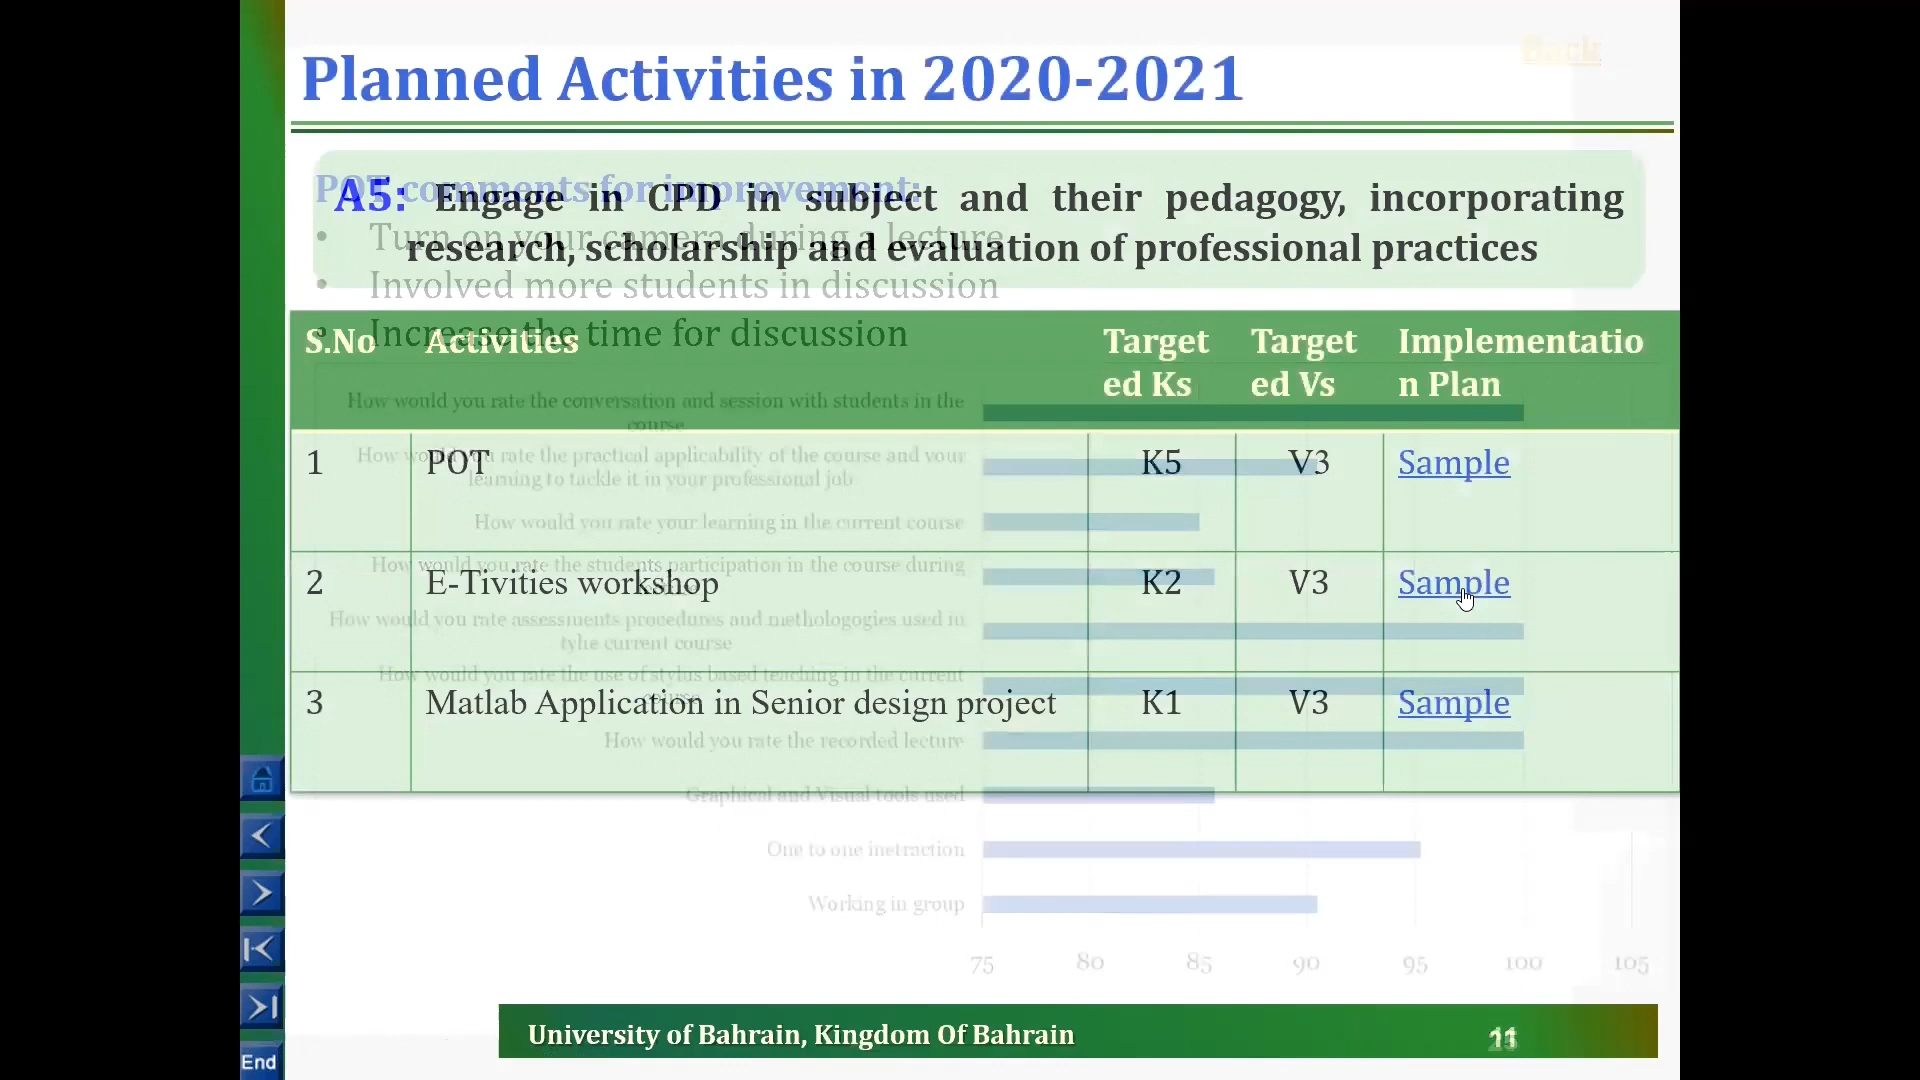 Back
Planned Activities in 2020-2021
A5: Engage in CPD in subject and their pedagogy, incorporating
research, scholarship and evaluation of professional practices
POT comments for improvement:
• Turn on your camera during a lecture
• Involved more students in discussion
• Increase the time for discussion
S.No Activities Target Target Implementatio
ed Ks ed Vs n Plan
1 POT K5 V3 Sample
2 E-Tivities workshop K2 V3 Sample
3 Matlab Application in Senior design project K1 V3 Sample
How would you rate the conversation and session with students in the
course
How would you rate the practical applicability of the course and your
learning to tackle it in your professional job
How would you rate your learning in the current course
How would you rate the students participation in the course during
How would you rate assessments procedures and methologogies used in
tyhe current course
How would you rate the use of stylus based teaching in the current
course
How would you rate the recorded lecture
Graphical and Visual tools used
One to one inetraction
Working in group
75 80 85 90 95 100 105
University of Bahrain, Kingdom Of Bahrain
End